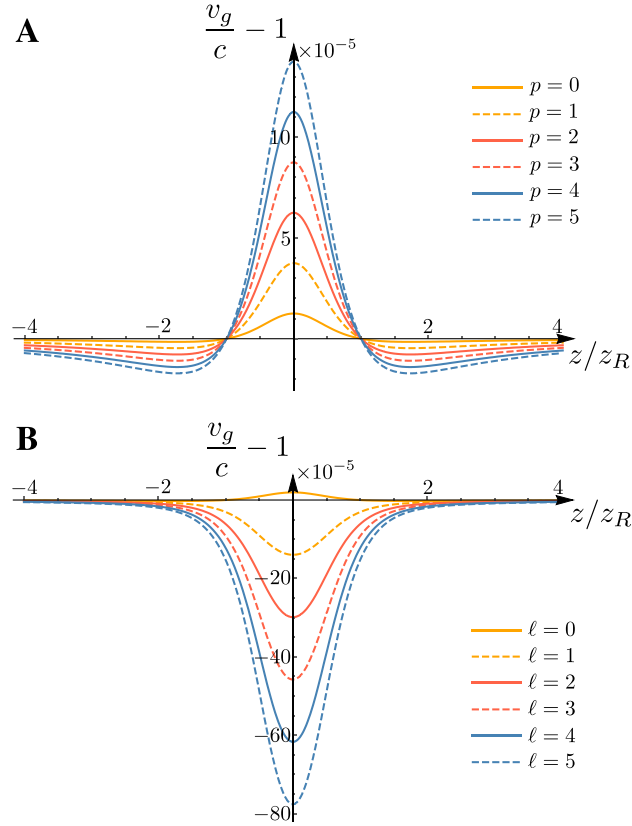 A
v_g/c − 1
×10⁻⁵
p = 0
p = 1
p = 2
p = 3
p = 4
p = 5
10
5
−4
−2
2
4
z/z_R
B
v_g/c − 1
×10⁻⁵
−4
−2
2
4
z/z_R
−20
−40
−60
−80
ℓ = 0
ℓ = 1
ℓ = 2
ℓ = 3
ℓ = 4
ℓ = 5